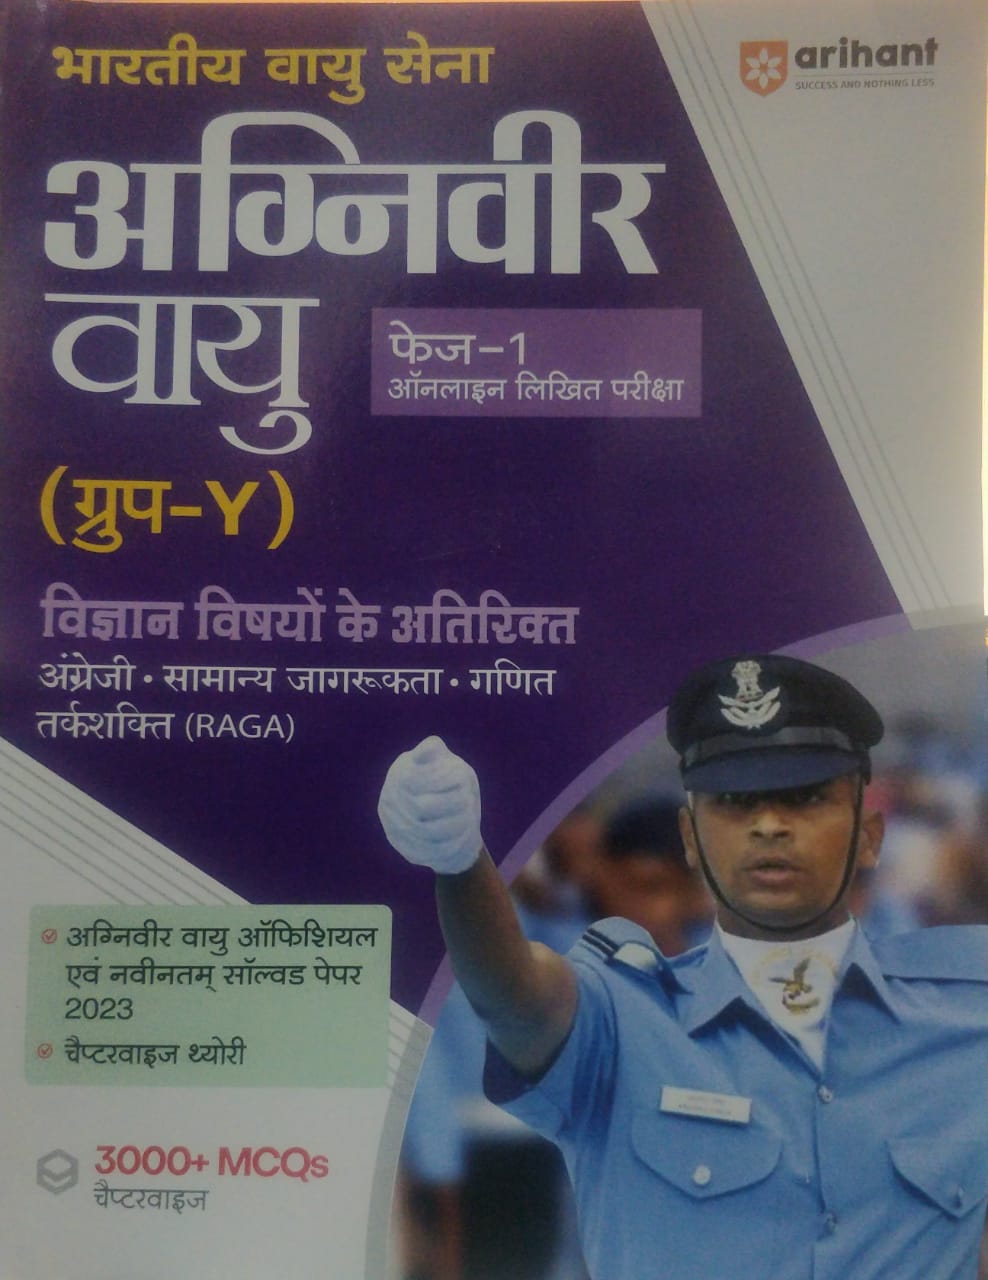 भारतीय वायु सेना
arihant
SUCCESS AND NOTHING LESS
अग्निवीर
वायु
फेज-1
ऑनलाइन लिखित परीक्षा
(ग्रुप-Y)
विज्ञान विषयों के अतिरिक्त
अंग्रेजी • सामान्य जागरूकता • गणित
तर्कशक्ति (RAGA)
अग्निवीर वायु ऑफिशियल
एवं नवीनतम् सॉल्वड पेपर
2023
चैप्टरवाइज थ्योरी
3000+ MCQs
चैप्टरवाइज